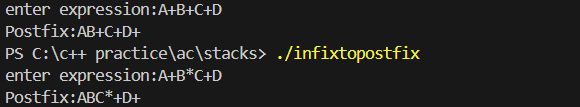 enter expression:A+B+C+D
Postfix:AB+C+D+
PS C:\c++ practice\ac\stacks> ./infixtopostfix
enter expression:A+B*C+D
Postfix:ABC*+D+